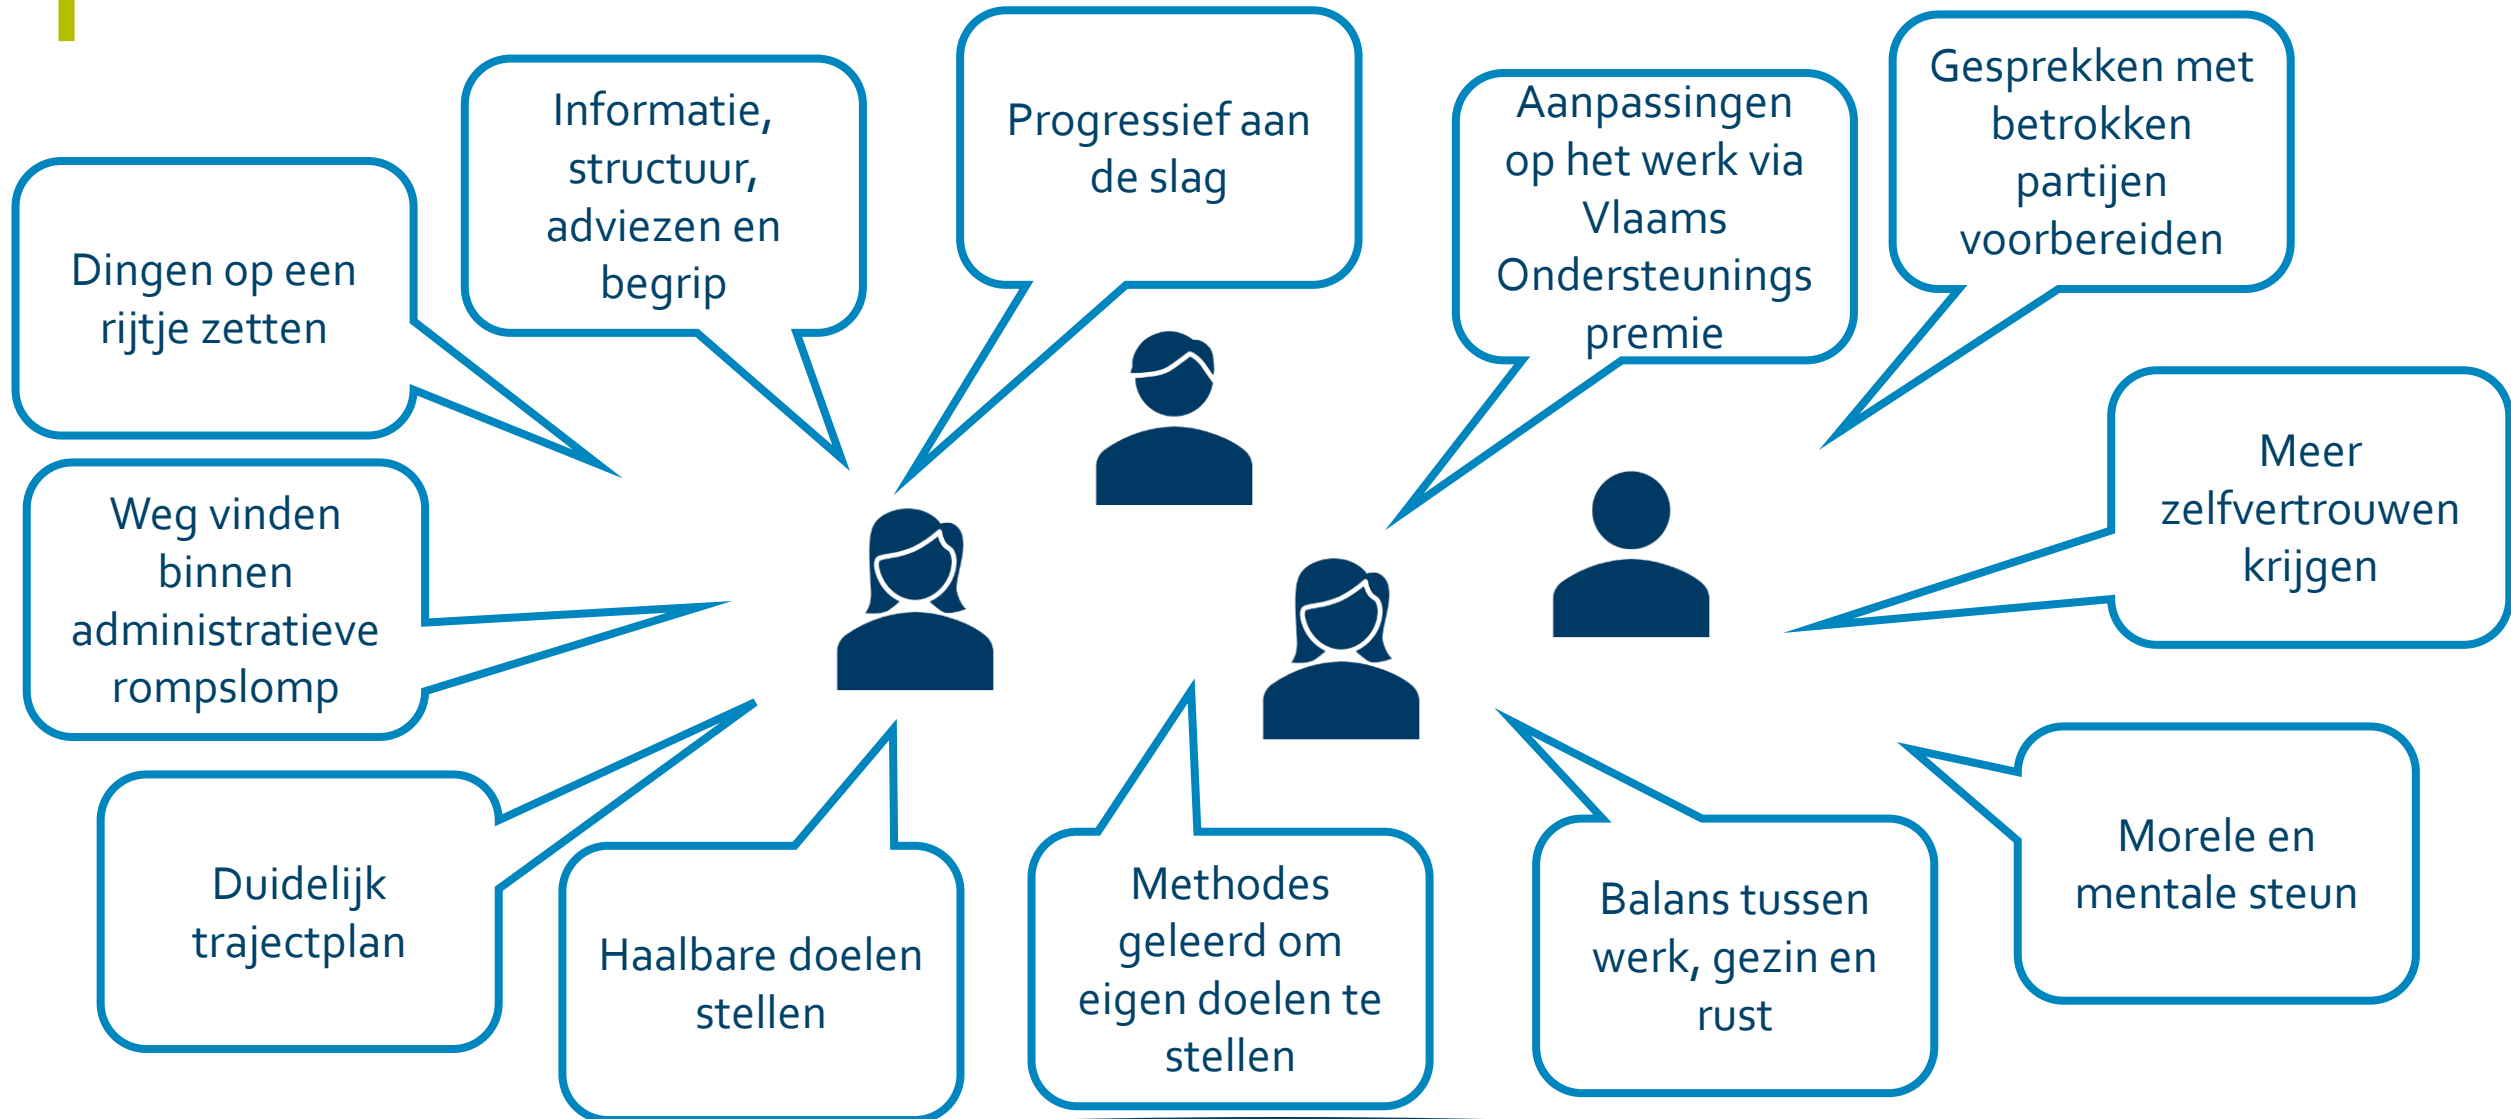 Dingen op een
rijtje zetten
Informatie,
structuur,
adviezen en
begrip
Progressief aan
de slag
Aanpassingen
op het werk via
Vlaams
Ondersteunings
premie
Gesprekken met
betrokken
partijen
voorbereiden
Weg vinden
binnen
administratieve
rompslomp
Meer
zelfvertrouwen
krijgen
Duidelijk
trajectplan
Haalbare doelen
stellen
Methodes
geleerd om
eigen doelen te
stellen
Balans tussen
werk, gezin en
rust
Morele en
mentale steun